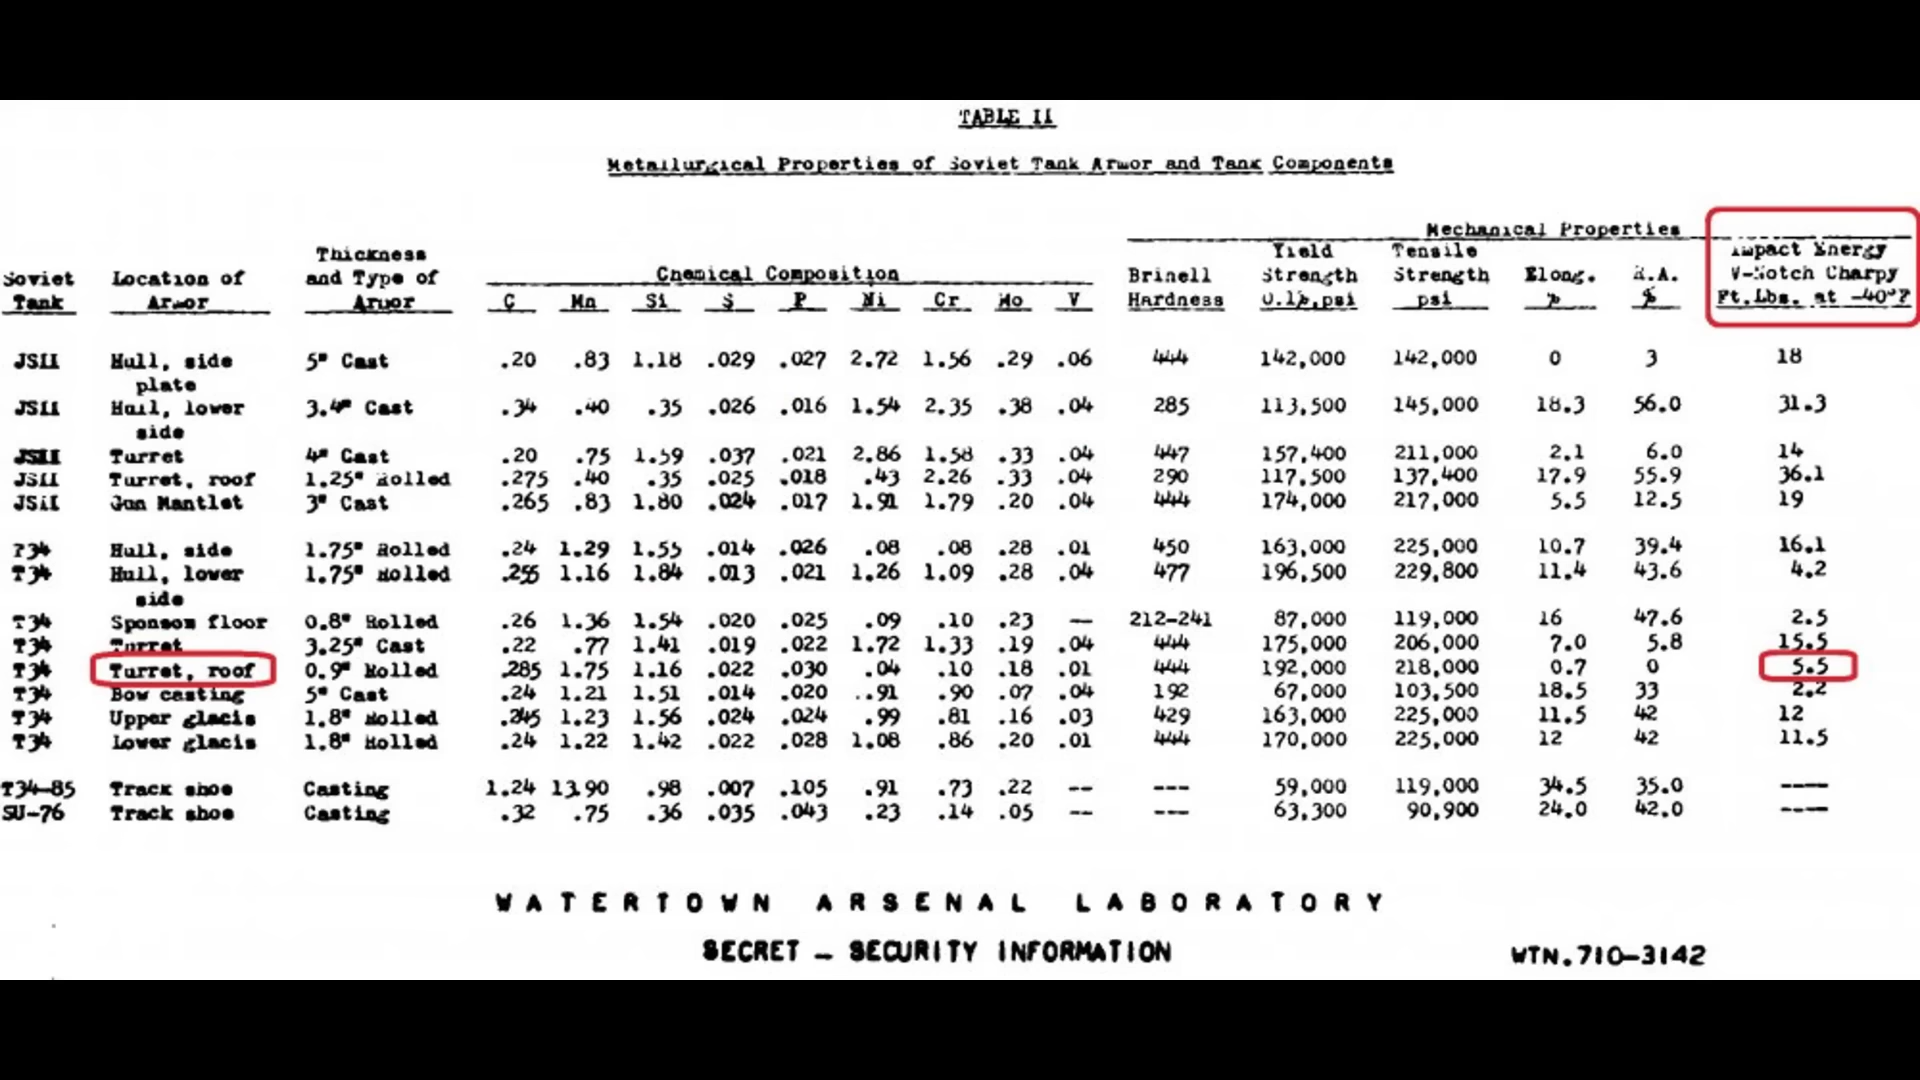 TABLE II
Metallurgical Properties of Soviet Tank Armor and Tank Components
Mechanical Properties
Thickness Yield Tensile Impact Energy
Soviet Location of and Type of Chemical Composition Brinell Strength Strength Elong. R.A. V-Notch Charpy
Tank Armor Armor C Mn Si S P Ni Cr Mo V Hardness 0.1%,psi psi % % Ft.Lbs. at -40°F
JSII Hull, side 5" Cast .20 .83 1.18 .029 .027 2.72 1.56 .29 .06 444 142,000 142,000 0 3 18
plate
JSII Hull, lower 3.4" Cast .34 .40 .35 .026 .016 1.54 2.35 .38 .04 285 113,500 145,000 18.3 56.0 31.3
side
JSII Turret 4" Cast .20 .75 1.59 .037 .021 2.86 1.58 .33 .04 447 157,400 211,000 2.1 6.0 14
JSII Turret, roof 1.25" Rolled .275 .40 .35 .025 .018 .43 2.26 .33 .04 290 117,500 137,400 17.9 55.9 36.1
JSII Gun Mantlet 3" Cast .265 .83 1.80 .024 .017 1.91 1.79 .20 .04 444 174,000 217,000 5.5 12.5 19
T34 Hull, side 1.75" Rolled .24 1.29 1.55 .014 .026 .08 .08 .28 .01 450 163,000 225,000 10.7 39.4 16.1
T34 Hull, lower 1.75" Rolled .255 1.16 1.84 .013 .021 1.26 1.09 .28 .04 477 196,500 229,800 11.4 43.6 4.2
side
T34 Sponson floor 0.8" Rolled .26 1.36 1.54 .020 .025 .09 .10 .23 — 212-241 87,000 119,000 16 47.6 2.5
T34 Turret 3.25" Cast .22 .77 1.41 .019 .022 1.72 1.33 .19 .04 444 175,000 206,000 7.0 5.8 15.5
T34 Turret, roof 0.9" Rolled .285 1.75 1.16 .022 .030 .04 .10 .18 .01 444 192,000 218,000 0.7 0 5.5
T34 Bow casting 5" Cast .24 1.21 1.51 .014 .020 .91 .90 .07 .04 192 67,000 103,500 18.5 33 2.2
T34 Upper glacis 1.8" Rolled .245 1.23 1.56 .024 .024 .99 .81 .16 .03 429 163,000 225,000 11.5 42 12
T34 Lower glacis 1.8" Rolled .24 1.22 1.42 .022 .028 1.08 .86 .20 .01 444 170,000 225,000 12 42 11.5
T34-85 Track shoe Casting 1.24 13.90 .98 .007 .105 .91 .73 .22 -- --- 59,000 119,000 34.5 35.0 ----
SU-76 Track shoe Casting .32 .75 .36 .035 .043 .23 .14 .05 -- --- 63,300 90,900 24.0 42.0 ----
WATERTOWN ARSENAL LABORATORY
SECRET - SECURITY INFORMATION WTN.710-3142